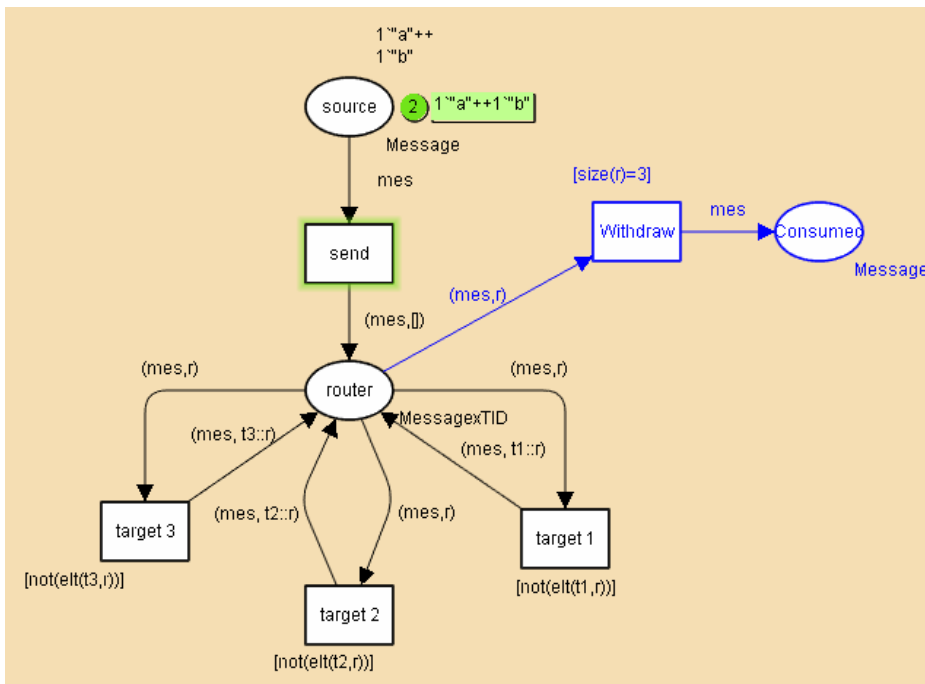 1`"a"++
1`"b"
source
2
1`"a"++1`"b"
Message
mes
[size(r)=3]
send
Withdraw
mes
Consumed
Message
(mes,r)
(mes,[])
(mes,r)
(mes,r)
router
MessagexTID
(mes, t3::r)
(mes, t1::r)
(mes, t2::r)
(mes,r)
target 3
target 1
[not(elt(t3,r))]
[not(elt(t1,r))]
target 2
[not(elt(t2,r))]